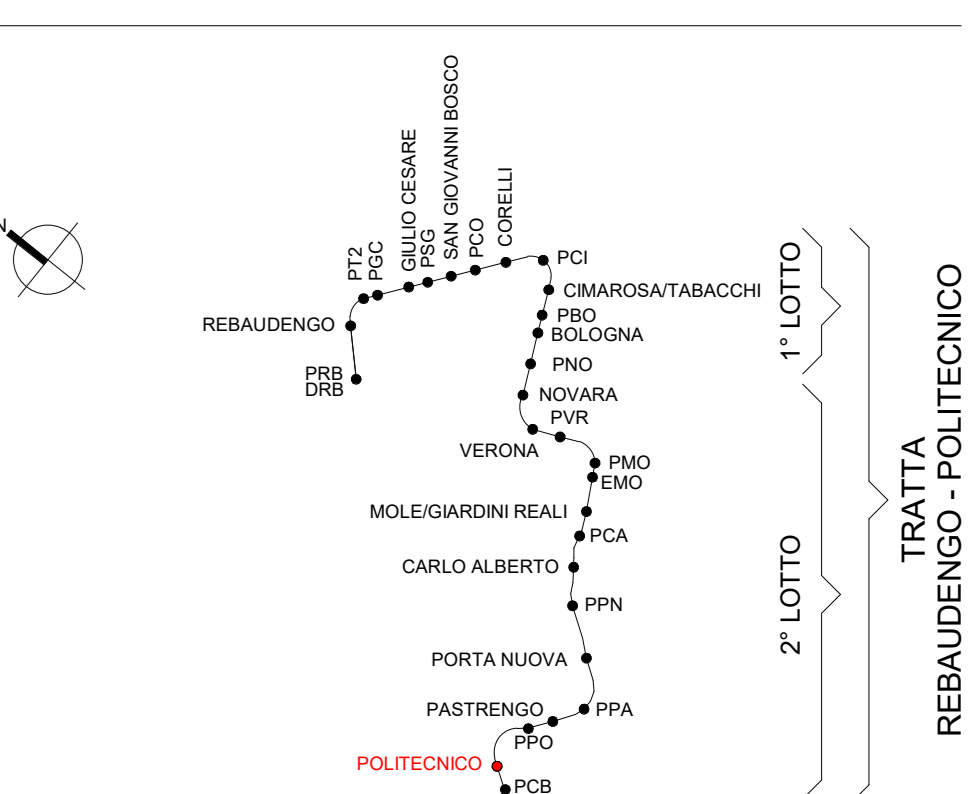 N
SAN GIOVANNI BOSCO
GIULIO CESARE
CORELLI
PT2
PGC
PSG
PCO
PCI
REBAUDENGO
CIMAROSA/TABACCHI
PBO
BOLOGNA
PRB
DRB
PNO
NOVARA
PVR
VERONA
PMO
EMO
MOLE/GIARDINI REALI
PCA
CARLO ALBERTO
PPN
PORTA NUOVA
PASTRENGO
PPA
PPO
POLITECNICO
PCB
1° LOTTO
2° LOTTO
TRATTA
REBAUDENGO - POLITECNICO